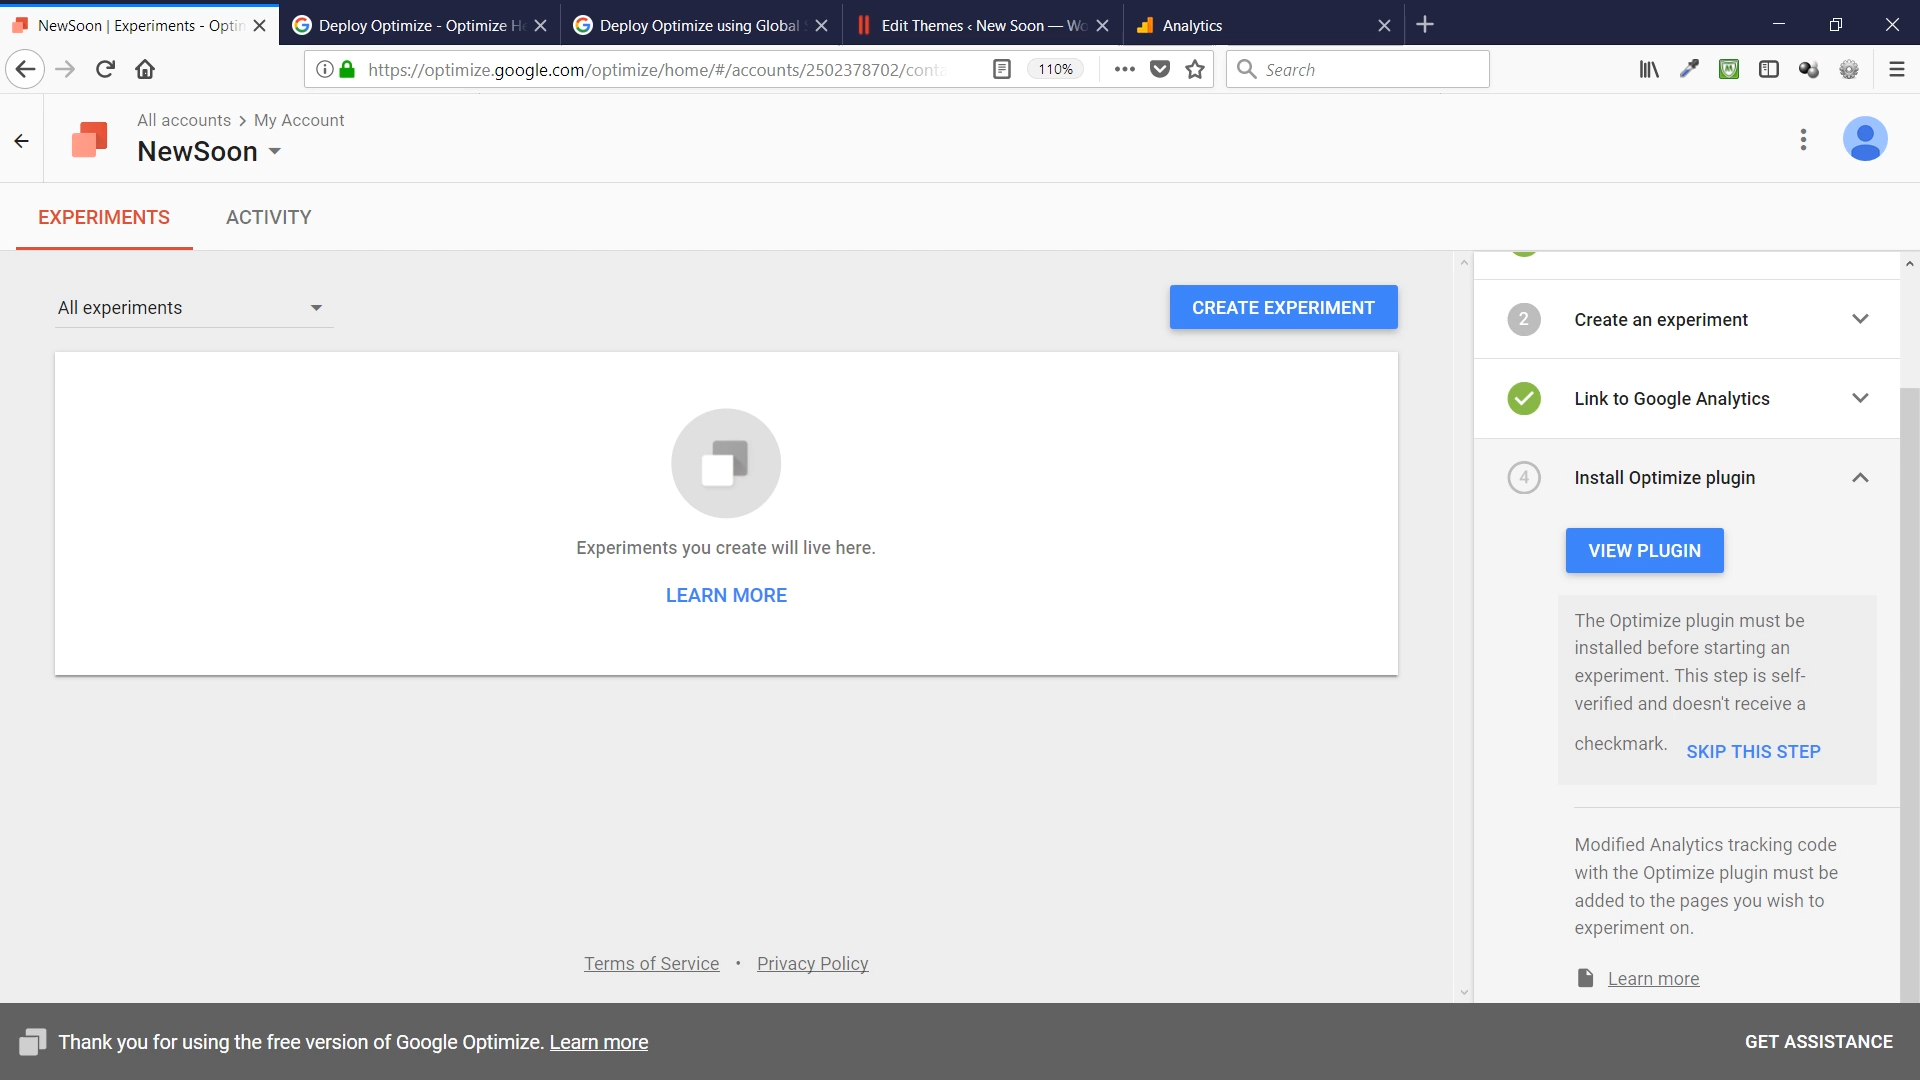 NewSoon | Experiments - Optim
Deploy Optimize - Optimize He
Deploy Optimize using Global S
Edit Themes ‹ New Soon — Wo
Analytics
https://optimize.google.com/optimize/home/#/accounts/2502378702/conta
110%
Search
All accounts > My Account
NewSoon
EXPERIMENTS
ACTIVITY
All experiments
CREATE EXPERIMENT
Experiments you create will live here.
LEARN MORE
2
Create an experiment
Link to Google Analytics
4
Install Optimize plugin
VIEW PLUGIN
The Optimize plugin must be
installed before starting an
experiment. This step is self-
verified and doesn't receive a
checkmark. SKIP THIS STEP
Modified Analytics tracking code
with the Optimize plugin must be
added to the pages you wish to
experiment on.
Learn more
Terms of Service • Privacy Policy
Thank you for using the free version of Google Optimize. Learn more
GET ASSISTANCE